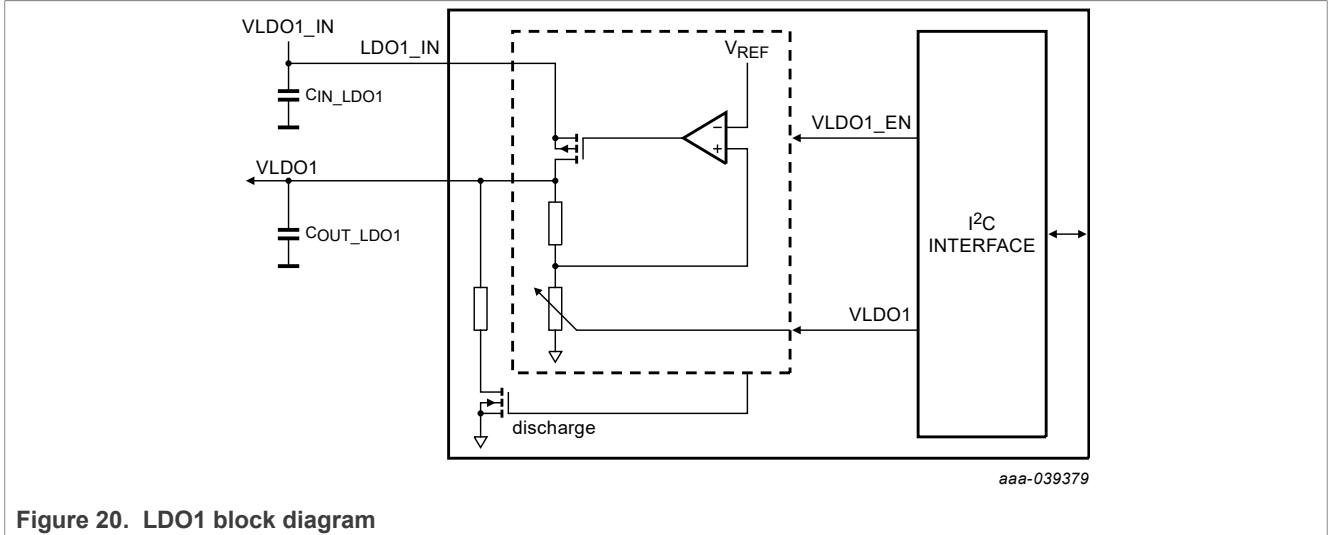 VLDO1_IN
LDO1_IN
VREF
CIN_LDO1
−
+
VLDO1_EN
VLDO1
COUT_LDO1
I2C
INTERFACE
VLDO1
discharge
aaa-039379
Figure 20. LDO1 block diagram